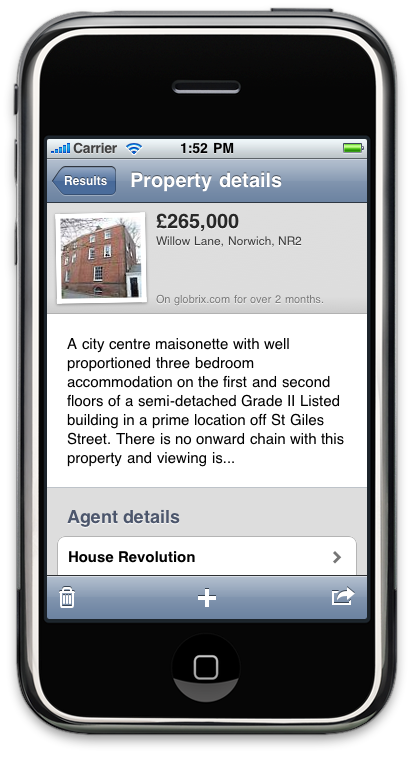 Carrier 1:52 PM
Results Property details
£265,000
Willow Lane, Norwich, NR2
On globrix.com for over 2 months.
A city centre maisonette with well
proportioned three bedroom
accommodation on the first and second
floors of a semi-detached Grade II Listed
building in a prime location off St Giles
Street. There is no onward chain with this
property and viewing is...
Agent details
House Revolution